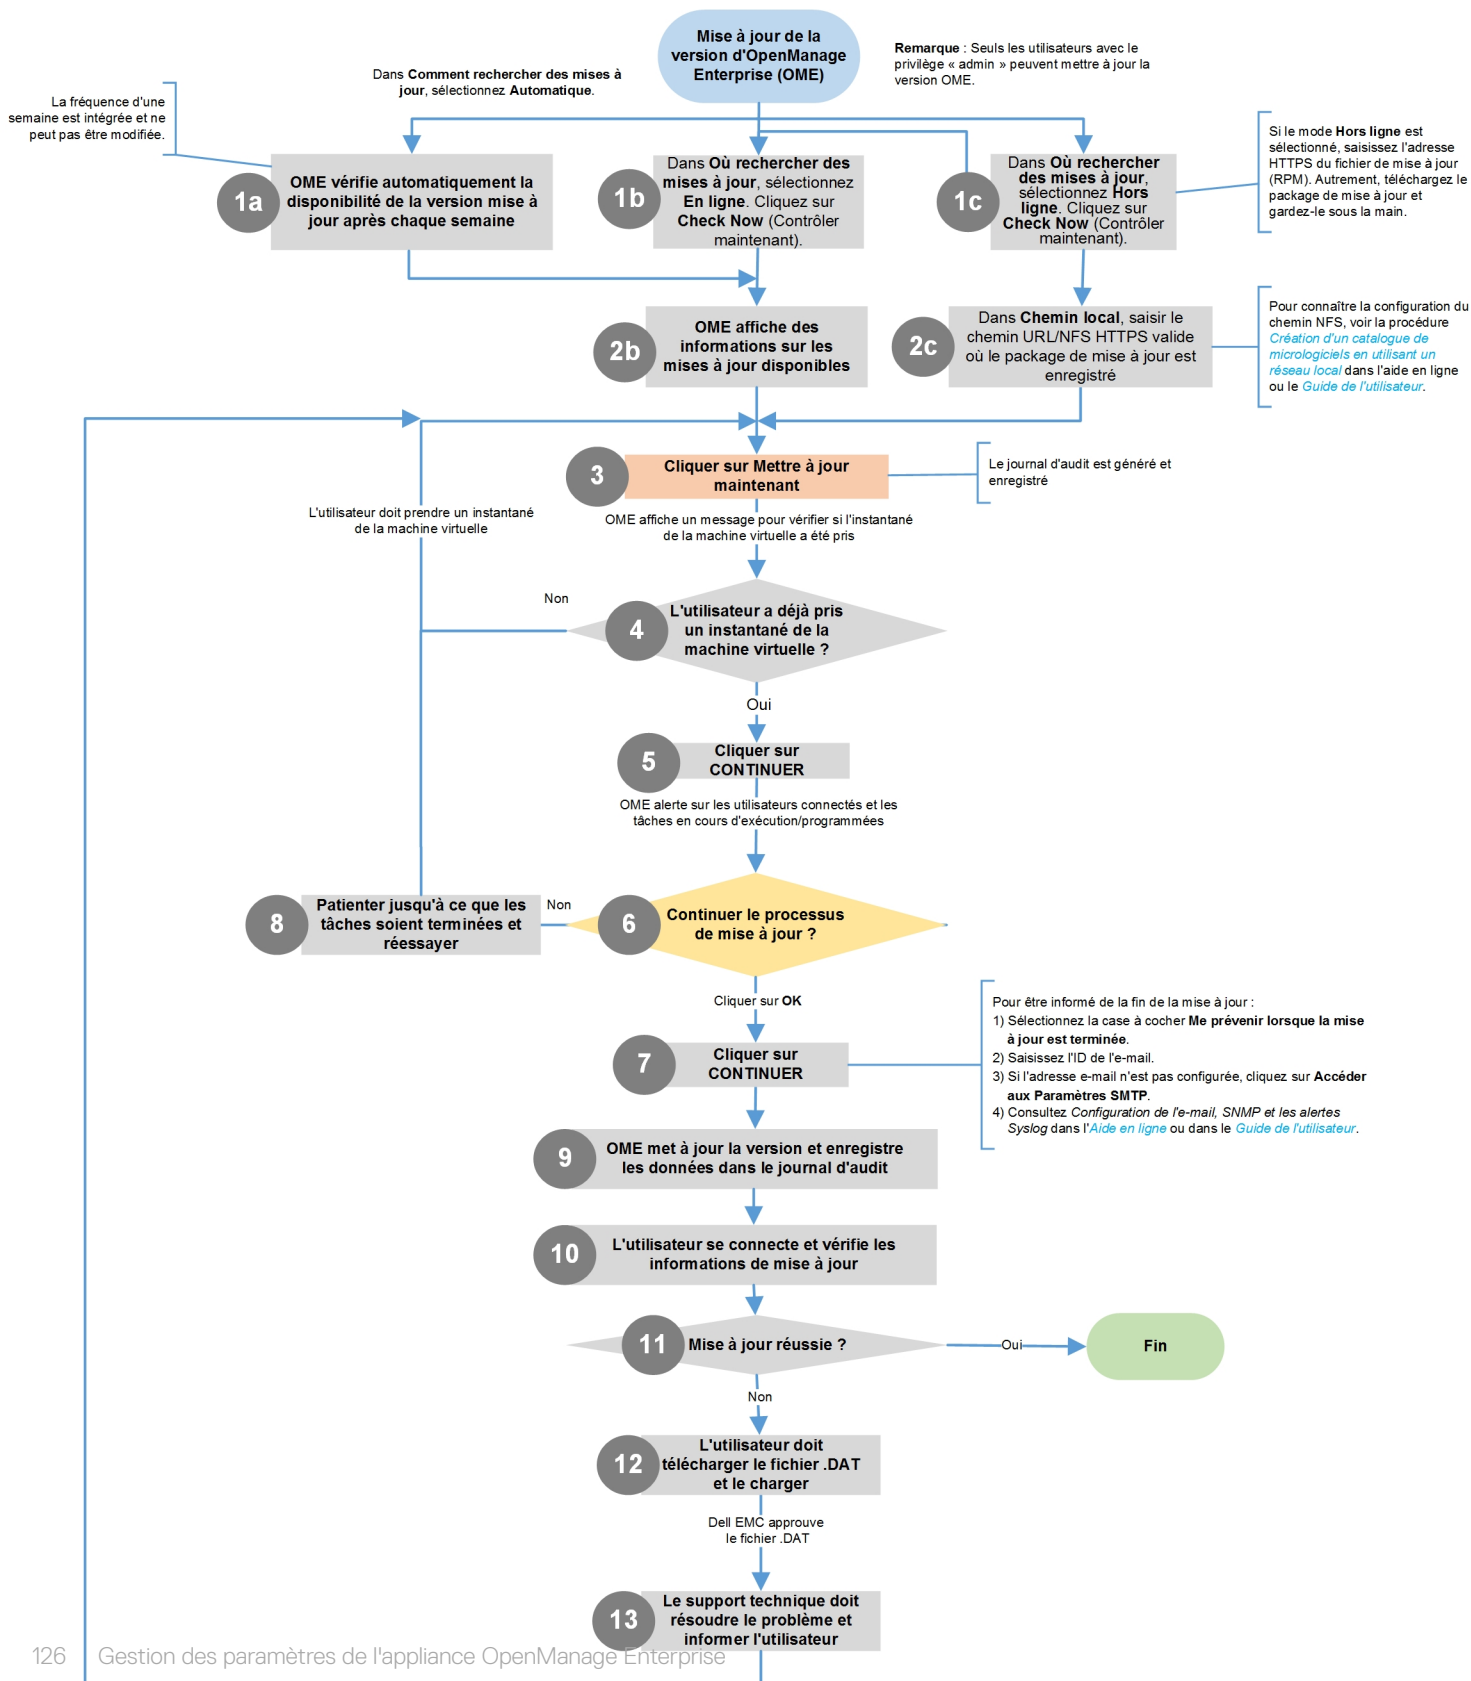 Mise à jour de la
version d'OpenManage
Enterprise (OME)
Remarque : Seuls les utilisateurs avec le
privilège « admin » peuvent mettre à jour la
version OME.
Dans Comment rechercher des mises à
jour, sélectionnez Automatique.
La fréquence d'une
semaine est intégrée et ne
peut pas être modifiée.
1a
OME vérifie automatiquement la
disponibilité de la version mise à
jour après chaque semaine
1b
Dans Où rechercher des
mises à jour, sélectionnez
En ligne. Cliquez sur
Check Now (Contrôler
maintenant).
1c
Dans Où rechercher
des mises à jour,
sélectionnez Hors
ligne. Cliquez sur
Check Now (Contrôler
maintenant).
Si le mode Hors ligne est
sélectionné, saisissez l'adresse
HTTPS du fichier de mise à jour
(RPM). Autrement, téléchargez le
package de mise à jour et
gardez-le sous la main.
2b
OME affiche des
informations sur les
mises à jour disponibles
2c
Dans Chemin local, saisir le
chemin URL/NFS HTTPS valide
où le package de mise à jour est
enregistré
Pour connaître la configuration du
chemin NFS, voir la procédure
Création d'un catalogue de
micrologiciels en utilisant un
réseau local dans l'aide en ligne
ou le Guide de l'utilisateur.
3
Cliquer sur Mettre à jour
maintenant
Le journal d'audit est généré et
enregistré
L'utilisateur doit prendre un instantané
de la machine virtuelle
OME affiche un message pour vérifier si l'instantané
de la machine virtuelle a été pris
Non
4
L'utilisateur a déjà pris
un instantané de la
machine virtuelle ?
Oui
5
Cliquer sur
CONTINUER
OME alerte sur les utilisateurs connectés et les
tâches en cours d'exécution/programmées
8
Patienter jusqu'à ce que les
tâches soient terminées et
réessayer
Non
6
Continuer le processus
de mise à jour ?
Cliquer sur OK
7
Cliquer sur
CONTINUER
Pour être informé de la fin de la mise à jour :
1) Sélectionnez la case à cocher Me prévenir lorsque la mise
à jour est terminée.
2) Saisissez l'ID de l'e-mail.
3) Si l'adresse e-mail n'est pas configurée, cliquez sur Accéder
aux Paramètres SMTP.
4) Consultez Configuration de l'e-mail, SNMP et les alertes
Syslog dans l'Aide en ligne ou dans le Guide de l'utilisateur.
9
OME met à jour la version et enregistre
les données dans le journal d'audit
10
L'utilisateur se connecte et vérifie les
informations de mise à jour
11
Mise à jour réussie ?
Oui
Fin
Non
12
L'utilisateur doit
télécharger le fichier .DAT
et le charger
Dell EMC approuve
le fichier .DAT
13
Le support technique doit
résoudre le problème et
informer l'utilisateur
126 Gestion des paramètres de l'appliance OpenManage Enterprise